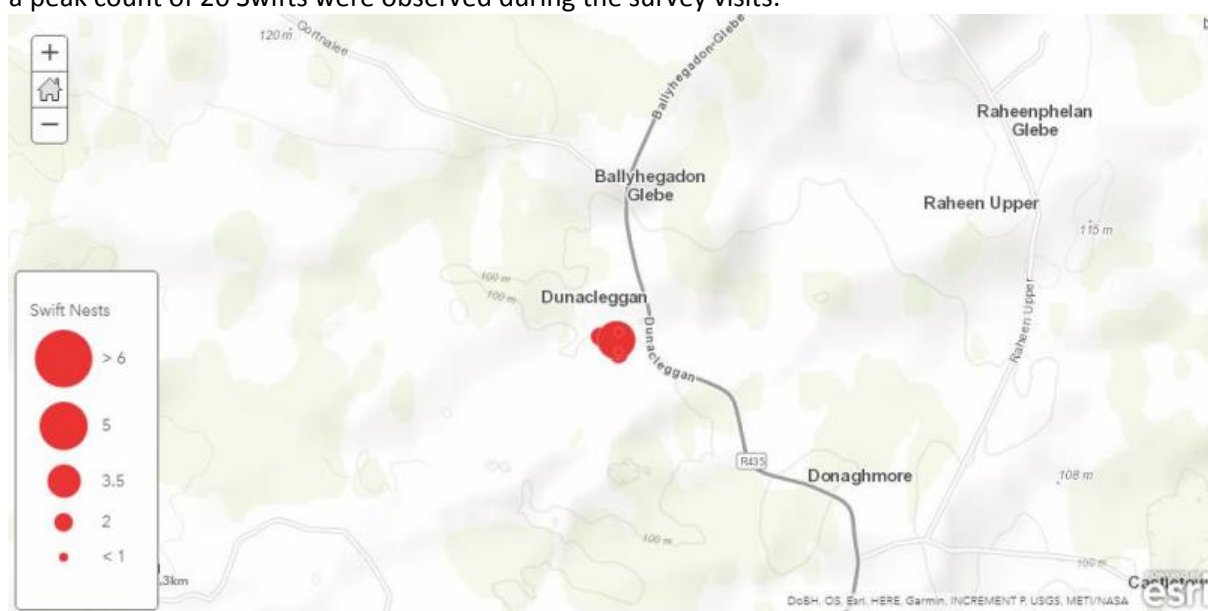 a peak count of 26 Swifts were observed during the survey visits.
+
−
120 m
Gortnalee
Ballyhegadon-Glebe
Raheenphelan
Glebe
Ballyhegadon
Glebe
Raheen Upper
115 m
100 m
100 m
Dunacleggan
Dunacleggan
Raheen Upper
Swift Nests
> 6
5
3.5
2
< 1
R435
Donaghmore
108 m
100 m
100 m
.3km
DoBH, OS, Esri, HERE, Garmin, INCREMENT P, USGS, METI/NASA
esri